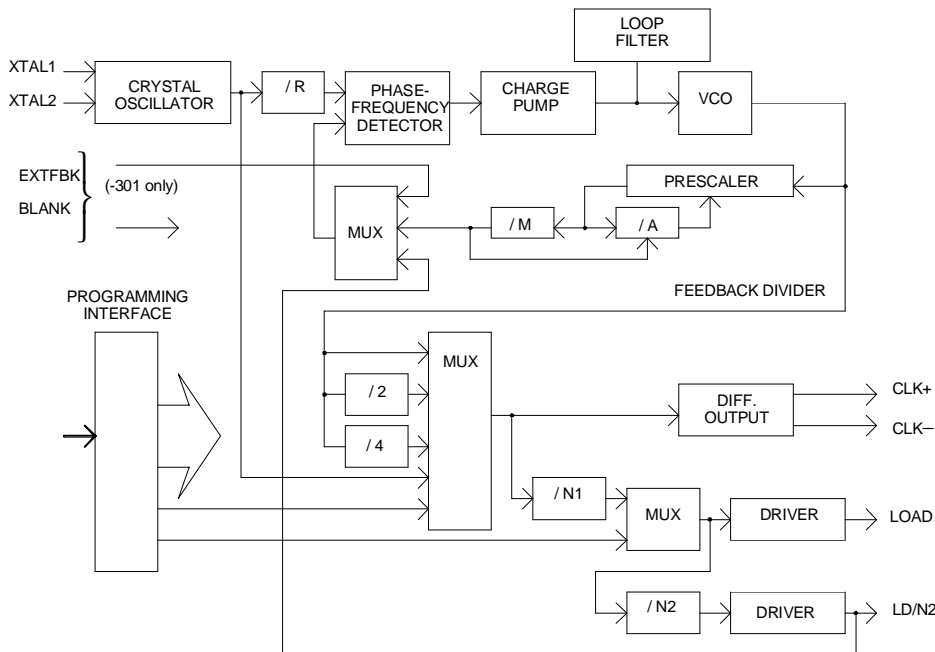 LOOP
FILTER
XTAL1
XTAL2
CRYSTAL
OSCILLATOR
/ R
PHASE-
FREQUENCY
DETECTOR
CHARGE
PUMP
VCO
EXTFBK
BLANK
(-301 only)
MUX
PRESCALER
/ M
/ A
FEEDBACK DIVIDER
PROGRAMMING
INTERFACE
MUX
/ 2
/ 4
DIFF.
OUTPUT
CLK+
CLK−
/ N1
MUX
DRIVER
LOAD
/ N2
DRIVER
LD/N2